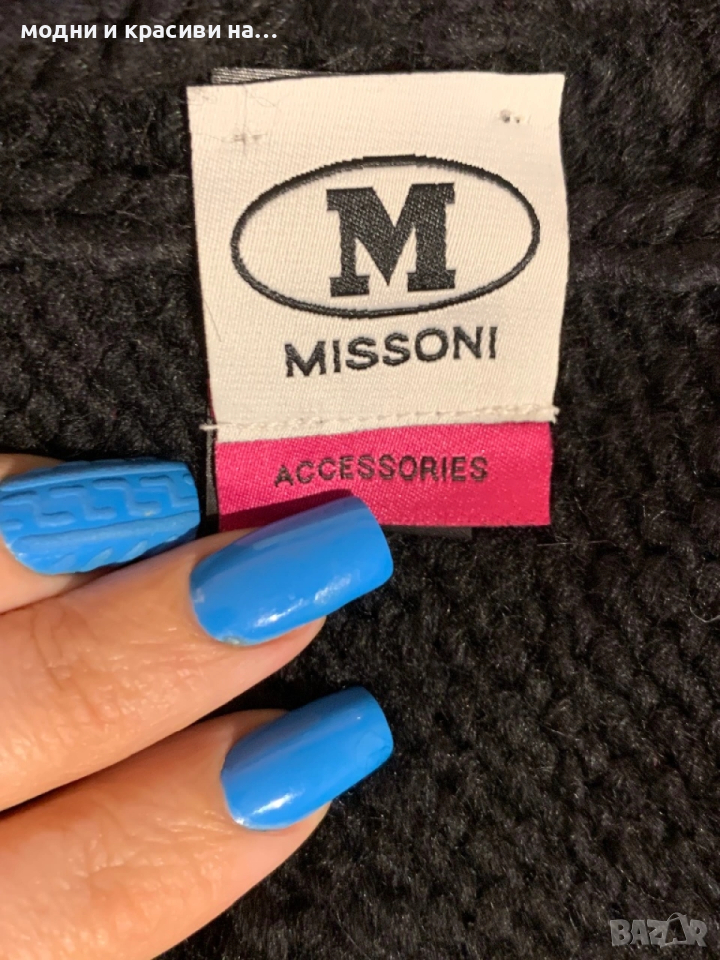 модни и красиви на...
M
MISSONI
ACCESSORIES
BAZAR